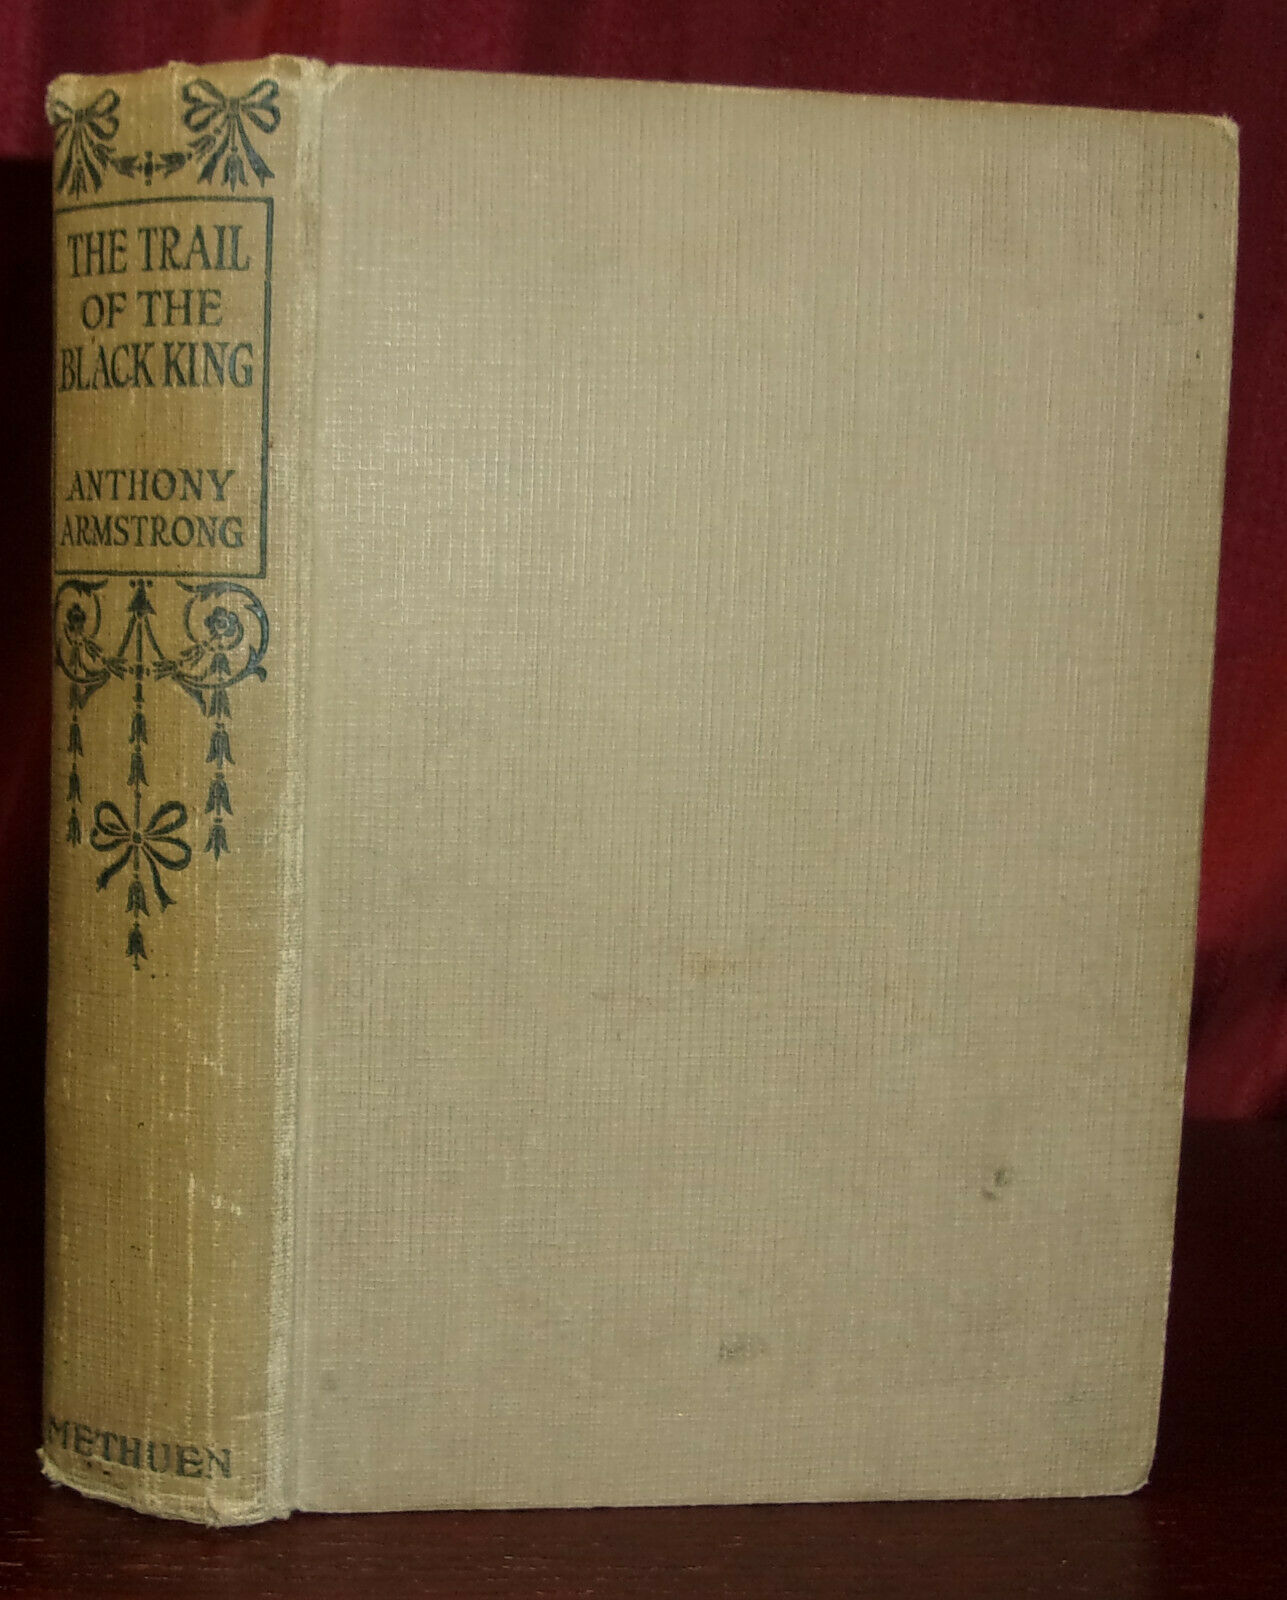 THE TRAIL
OF THE
BLACK KING
ANTHONY
ARMSTRONG
METHUEN